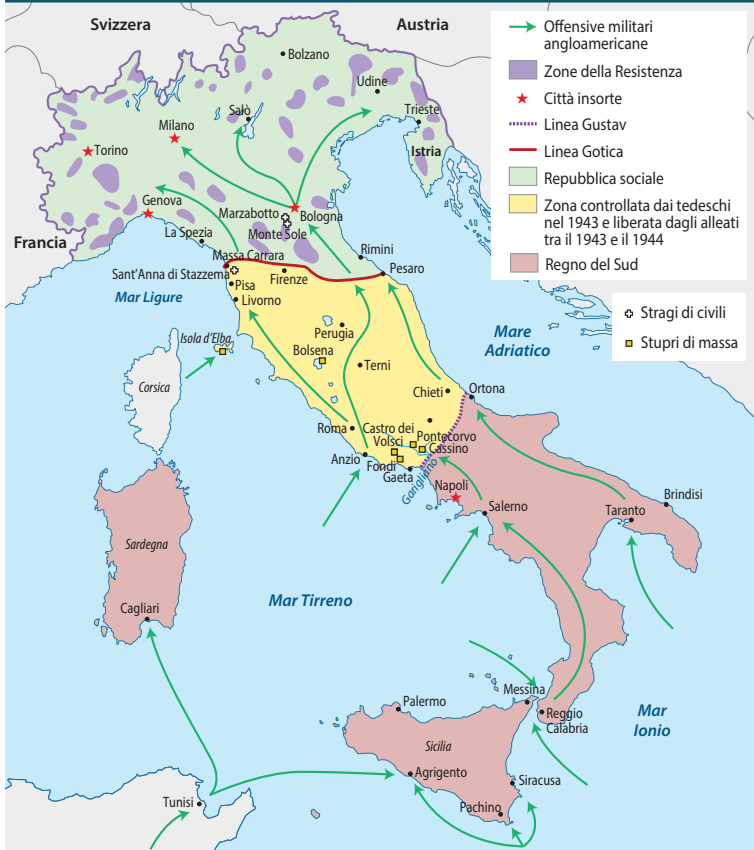 Svizzera
Austria
Francia
Bolzano
Udine
Salò
Trieste
Milano
Torino
Istria
Genova
Marzabotto
Bologna
Monte Sole
La Spezia
Rimini
Massa Carrara
Pesaro
Sant'Anna di Stazzema
Firenze
Pisa
Mar Ligure
Livorno
Isola d'Elba
Perugia
Bolsena
Mare
Adriatico
Terni
Corsica
Chieti
Ortona
Roma
Castro dei
Volsci
Pontecorvo
Cassino
Anzio
Fondi
Gaeta
Garigliano
Napoli
Salerno
Brindisi
Taranto
Sardegna
Cagliari
Mar Tirreno
Messina
Palermo
Reggio
Calabria
Mar
Ionio
Sicilia
Agrigento
Siracusa
Tunisi
Pachino
Offensive militari
angloamericane
Zone della Resistenza
Città insorte
Linea Gustav
Linea Gotica
Repubblica sociale
Zona controllata dai tedeschi
nel 1943 e liberata dagli alleati
tra il 1943 e il 1944
Regno del Sud
Stragi di civili
Stupri di massa